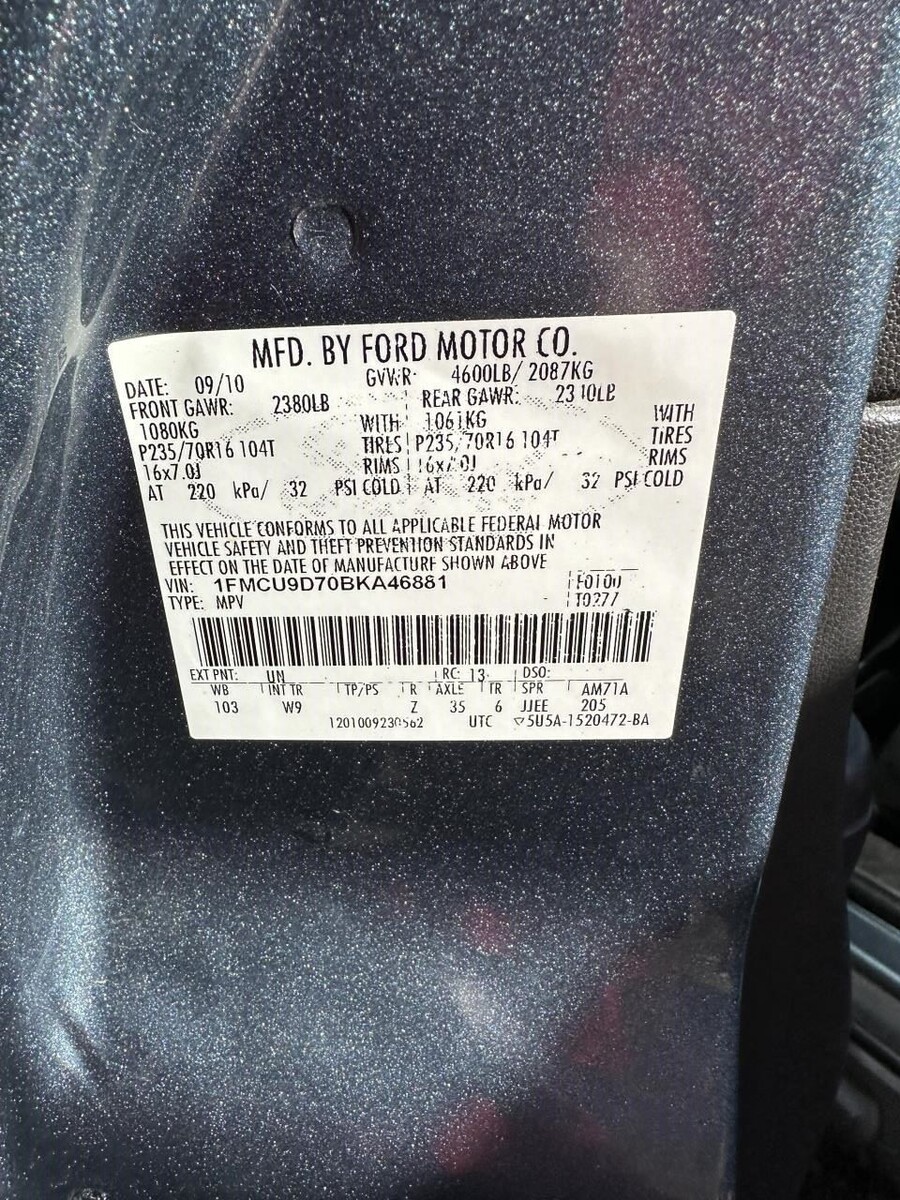 MFD. BY FORD MOTOR CO.
DATE: 09/10 GVWR: 4600LB/ 2087KG
FRONT GAWR: 2380LB REAR GAWR: 2340LB
1080KG WITH 1061KG WITH
P235/70R16 104T TIRES P235/70R16 104T TIRES
16x7.0J RIMS 16x7.0J RIMS
AT 220 kPa/ 32 PSI COLD AT 220 kPa/ 32 PSI COLD
THIS VEHICLE CONFORMS TO ALL APPLICABLE FEDERAL MOTOR
VEHICLE SAFETY AND THEFT PREVENTION STANDARDS IN
EFFECT ON THE DATE OF MANUFACTURE SHOWN ABOVE
VIN: 1FMCU9D70BKA46881 F0100
TYPE: MPV T0277
EXT PNT: UN RC: 13 DSO:
WB INT TR TP/PS R AXLE TR SPR AM71A
103 W9 Z 35 6 JJEE 205
UTC ▽5U5A-1520472-BA